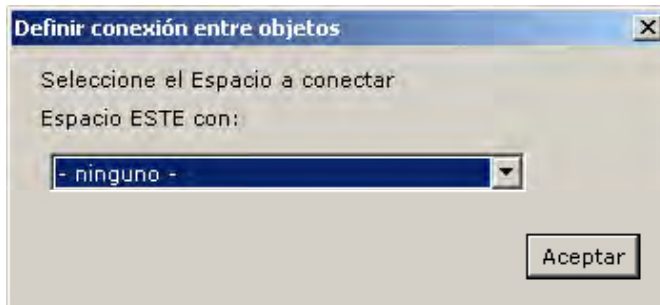 Definir conexión entre objetos
Seleccione el Espacio a conectar
Espacio ESTE con:
- ninguno -
Aceptar